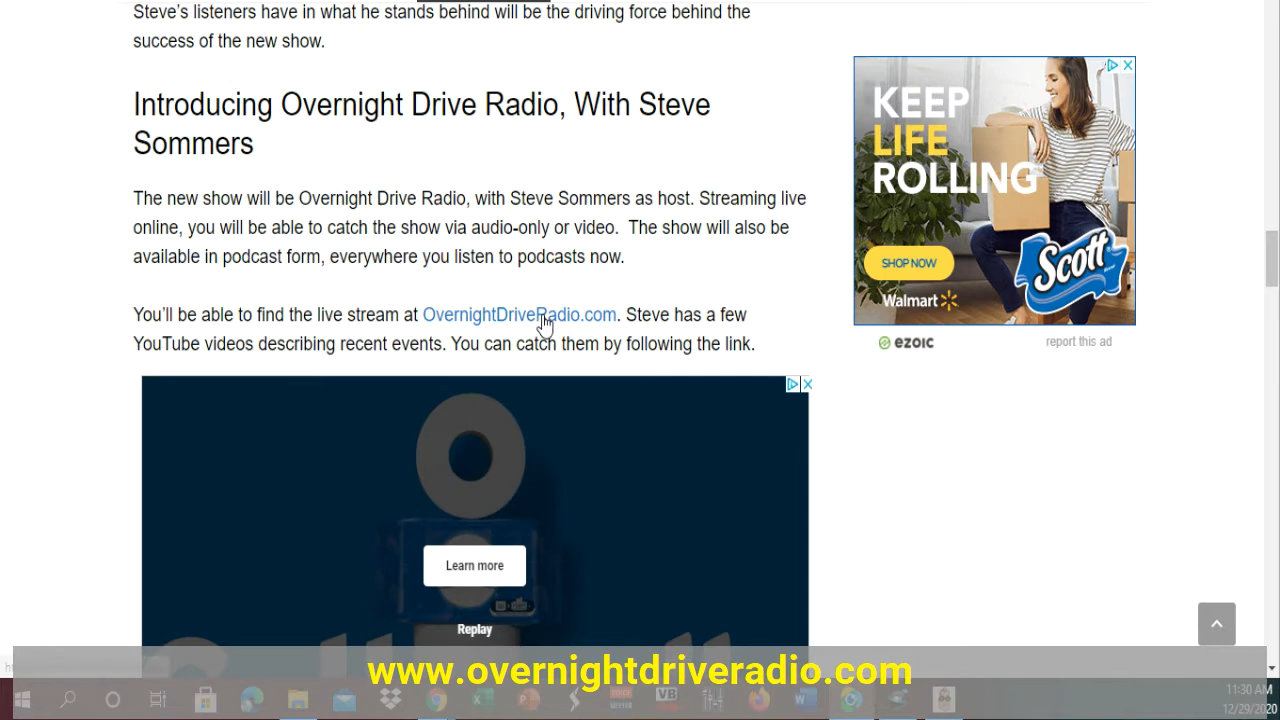 Steve’s listeners have in what he stands behind will be the driving force behind the
success of the new show.
Introducing Overnight Drive Radio, With Steve
Sommers
The new show will be Overnight Drive Radio, with Steve Sommers as host. Streaming live
online, you will be able to catch the show via audio-only or video.  The show will also be
available in podcast form, everywhere you listen to podcasts now.
You’ll be able to find the live stream at OvernightDriveRadio.com. Steve has a few
YouTube videos describing recent events. You can catch them by following the link.
KEEP
LIFE
ROLLING
Scott
SHOP NOW
Walmart
ezoic
report this ad
Learn more
Replay
www.overnightdriveradio.com
VB
11:30 AM
12/29/2020